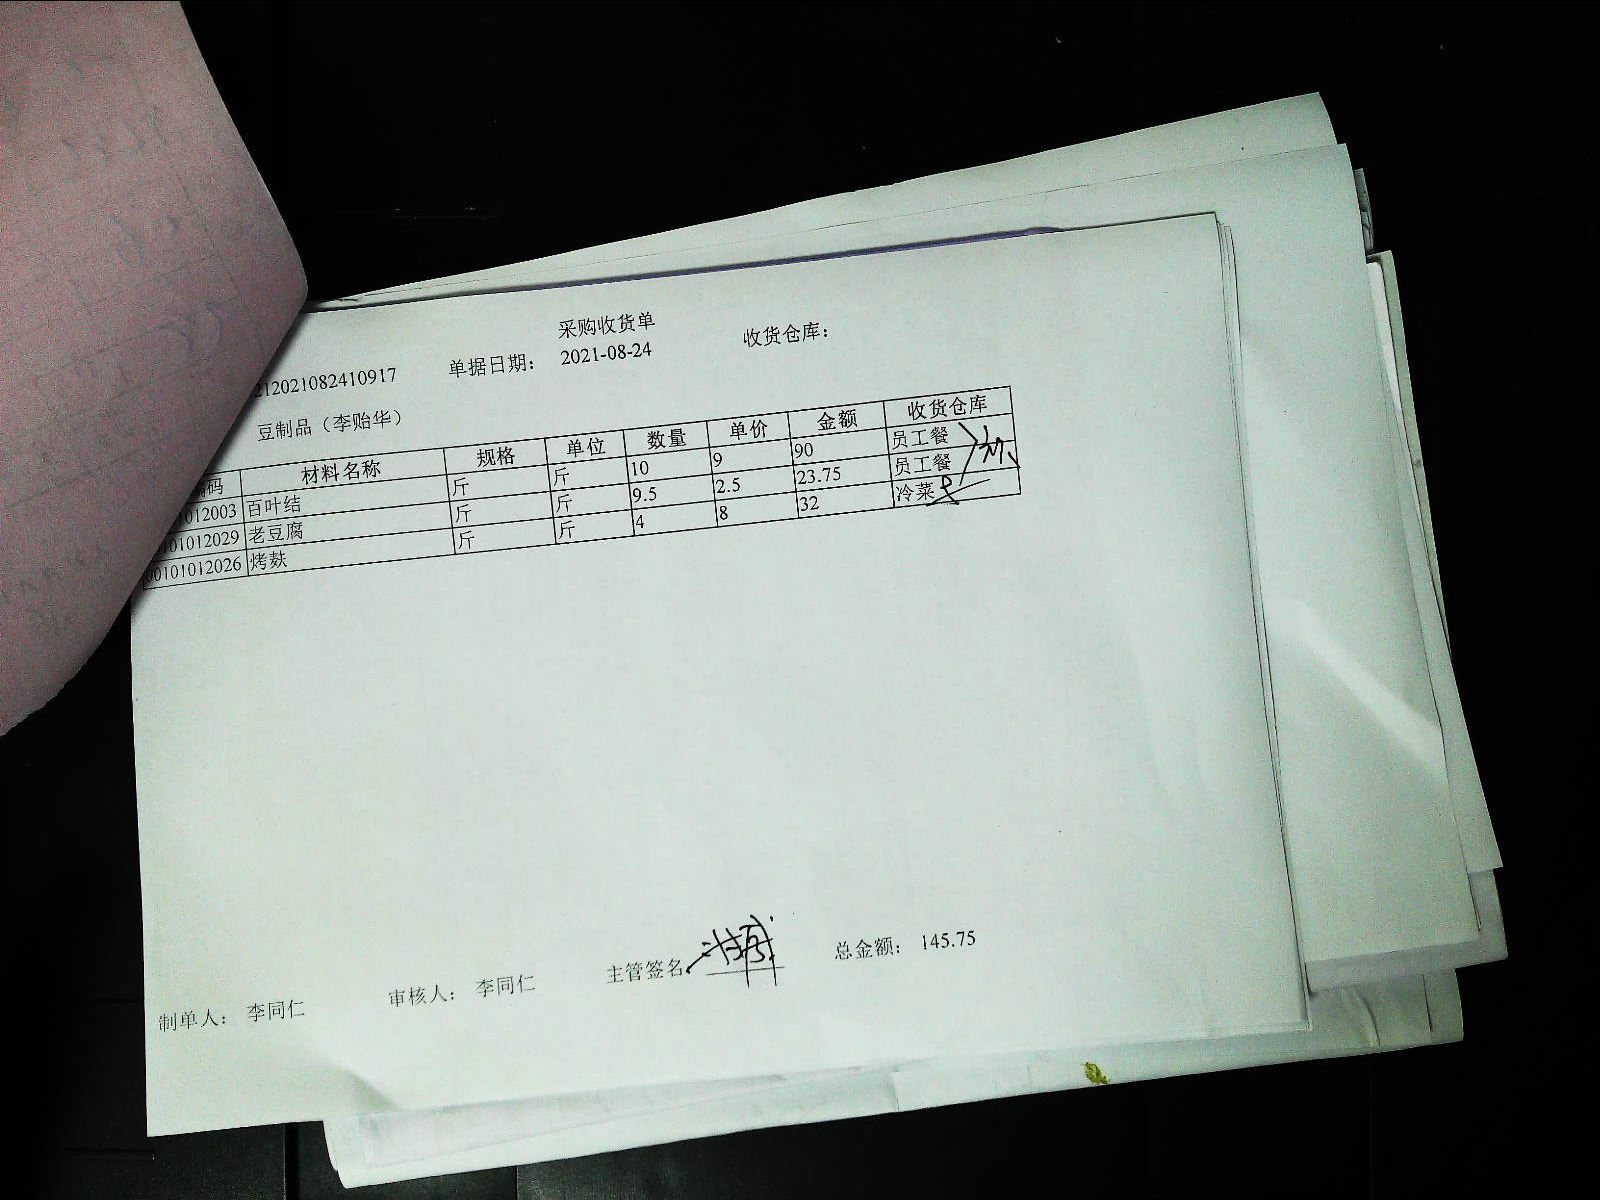 采购收货单
212021082410917 单据日期： 2021-08-24 收货仓库：
豆制品（李贻华）
编码 材料名称 规格 单位 数量 单价 金额 收货仓库
012003 百叶结 斤 斤 10 9 90 员工餐
101012029 老豆腐 斤 斤 9.5 2.5 23.75 员工餐
00101012026 烤麸 斤 斤 4 8 32 冷菜
制单人： 李同仁 审核人： 李同仁 主管签名 总金额： 145.75